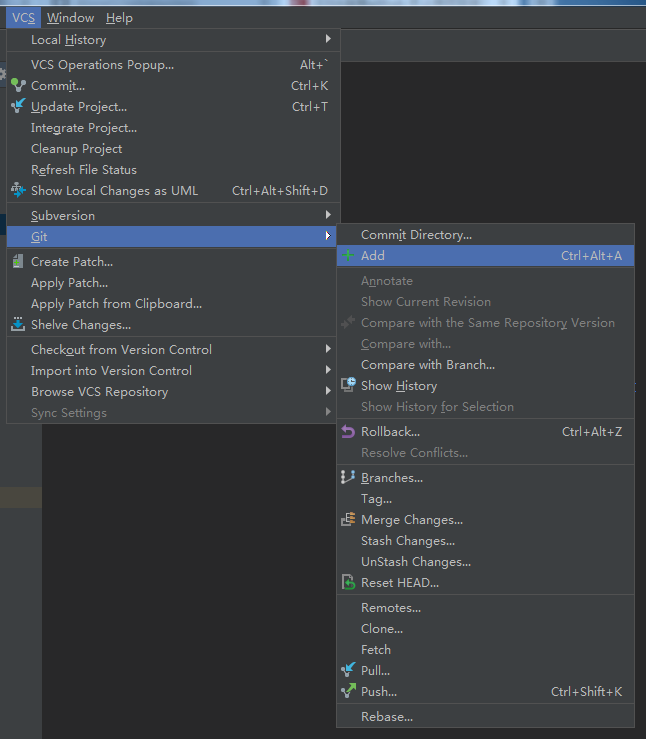 VCS Window Help
Local History
VCS Operations Popup... Alt+`
Commit... Ctrl+K
Update Project... Ctrl+T
Integrate Project...
Cleanup Project
Refresh File Status
Show Local Changes as UML Ctrl+Alt+Shift+D
Subversion
Git
Create Patch...
Apply Patch...
Apply Patch from Clipboard...
Shelve Changes...
Checkout from Version Control
Import into Version Control
Browse VCS Repository
Sync Settings
Commit Directory...
Add Ctrl+Alt+A
Annotate
Show Current Revision
Compare with the Same Repository Version
Compare with...
Compare with Branch...
Show History
Show History for Selection
Rollback... Ctrl+Alt+Z
Resolve Conflicts...
Branches...
Tag...
Merge Changes...
Stash Changes...
UnStash Changes...
Reset HEAD...
Remotes...
Clone...
Fetch
Pull...
Push... Ctrl+Shift+K
Rebase...